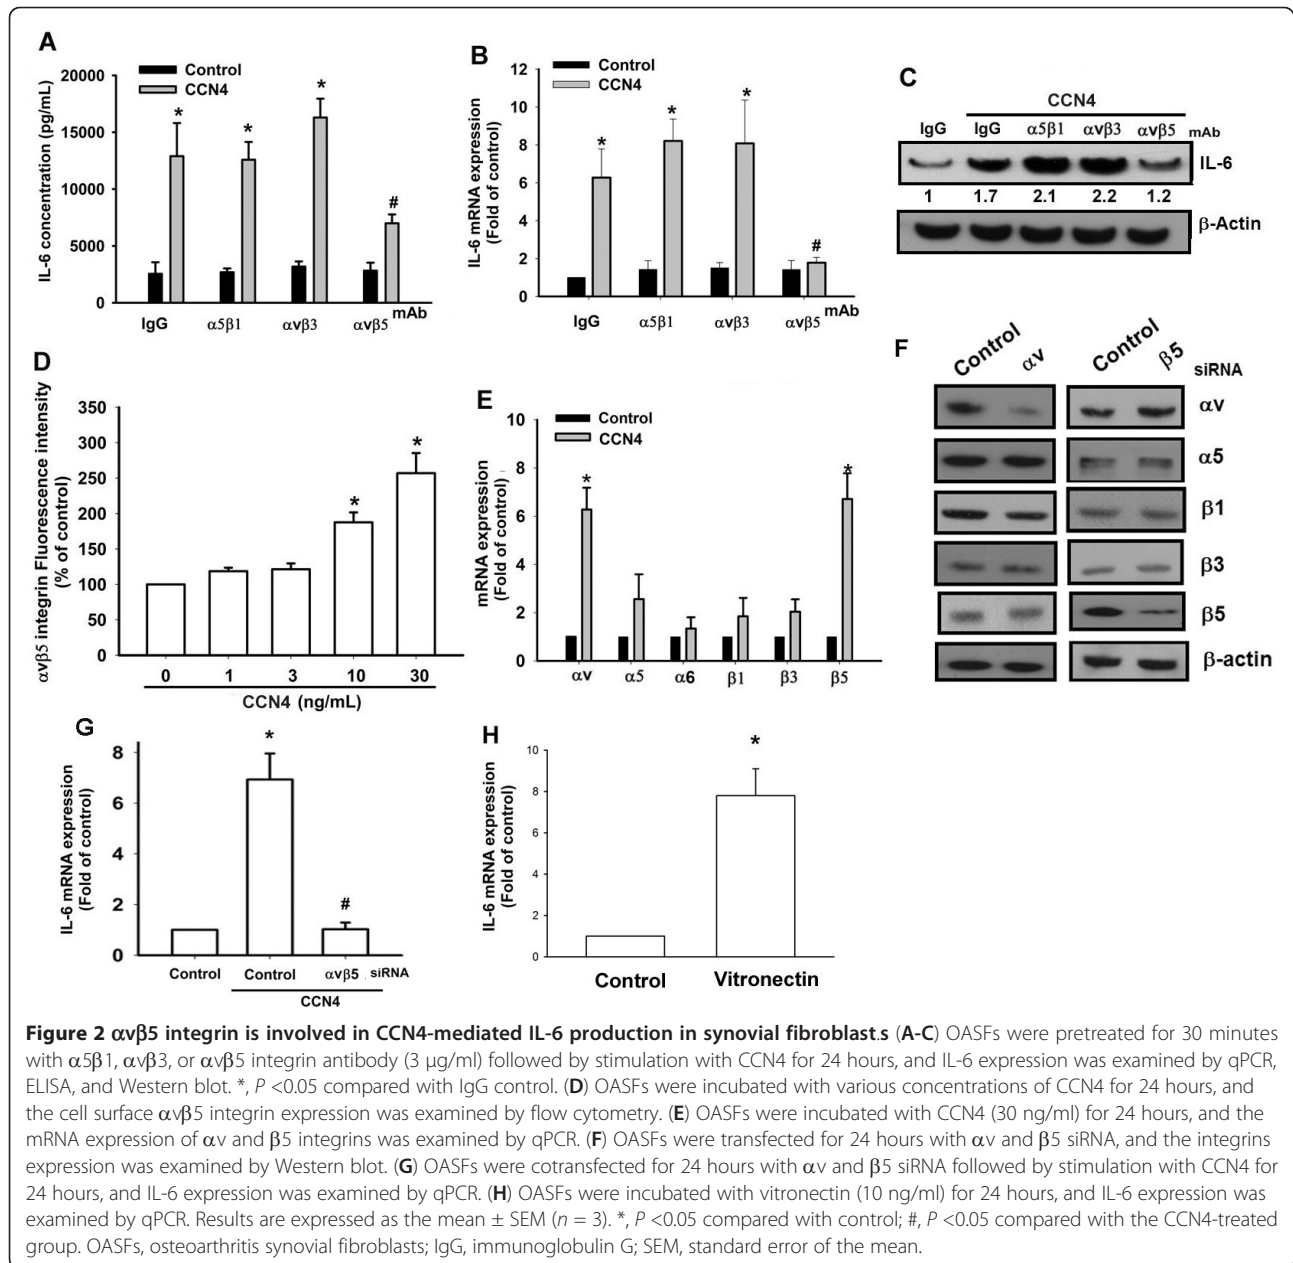 A
Control
CCN4
IL-6 concentration (pg/mL)
20000
15000
10000
5000
0
*
*
*
#
IgG
α5β1
αvβ3
αvβ5
mAb
B
Control
CCN4
IL-6 mRNA expression
(Fold of control)
12
10
8
6
4
2
0
*
*
*
#
IgG
α5β1
αvβ3
αvβ5
mAb
C
CCN4
IgG IgG α5β1 αvβ3 αvβ5 mAb
IL-6
1 1.7 2.1 2.2 1.2
β-Actin
D
αvβ5 integrin Fluorescence intensity
(% of control)
350
300
250
200
150
100
50
0
*
*
0 1 3 10 30
CCN4 (ng/mL)
E
Control
CCN4
mRNA expression
(Fold of control)
10
8
6
4
2
0
*
*
αv α5 α6 β1 β3 β5
F
Control αv Control β5 siRNA
αv
α5
β1
β3
β5
β-actin
G
IL-6 mRNA expression
(Fold of control)
8
6
4
2
0
*
#
Control Control αvβ5 siRNA
CCN4
H
IL-6 mRNA expression
(Fold of control)
10
8
6
4
2
0
*
Control Vitronectin
Figure 2 αvβ5 integrin is involved in CCN4-mediated IL-6 production in synovial fibroblast.s (A-C) OASFs were pretreated for 30 minutes
with α5β1, αvβ3, or αvβ5 integrin antibody (3 μg/ml) followed by stimulation with CCN4 for 24 hours, and IL-6 expression was examined by qPCR,
ELISA, and Western blot. *, P <0.05 compared with IgG control. (D) OASFs were incubated with various concentrations of CCN4 for 24 hours, and
the cell surface αvβ5 integrin expression was examined by flow cytometry. (E) OASFs were incubated with CCN4 (30 ng/ml) for 24 hours, and the
mRNA expression of αv and β5 integrins was examined by qPCR. (F) OASFs were transfected for 24 hours with αv and β5 siRNA, and the integrins
expression was examined by Western blot. (G) OASFs were cotransfected for 24 hours with αv and β5 siRNA followed by stimulation with CCN4 for
24 hours, and IL-6 expression was examined by qPCR. (H) OASFs were incubated with vitronectin (10 ng/ml) for 24 hours, and IL-6 expression was
examined by qPCR. Results are expressed as the mean ± SEM (n = 3). *, P <0.05 compared with control; #, P <0.05 compared with the CCN4-treated
group. OASFs, osteoarthritis synovial fibroblasts; IgG, immunoglobulin G; SEM, standard error of the mean.